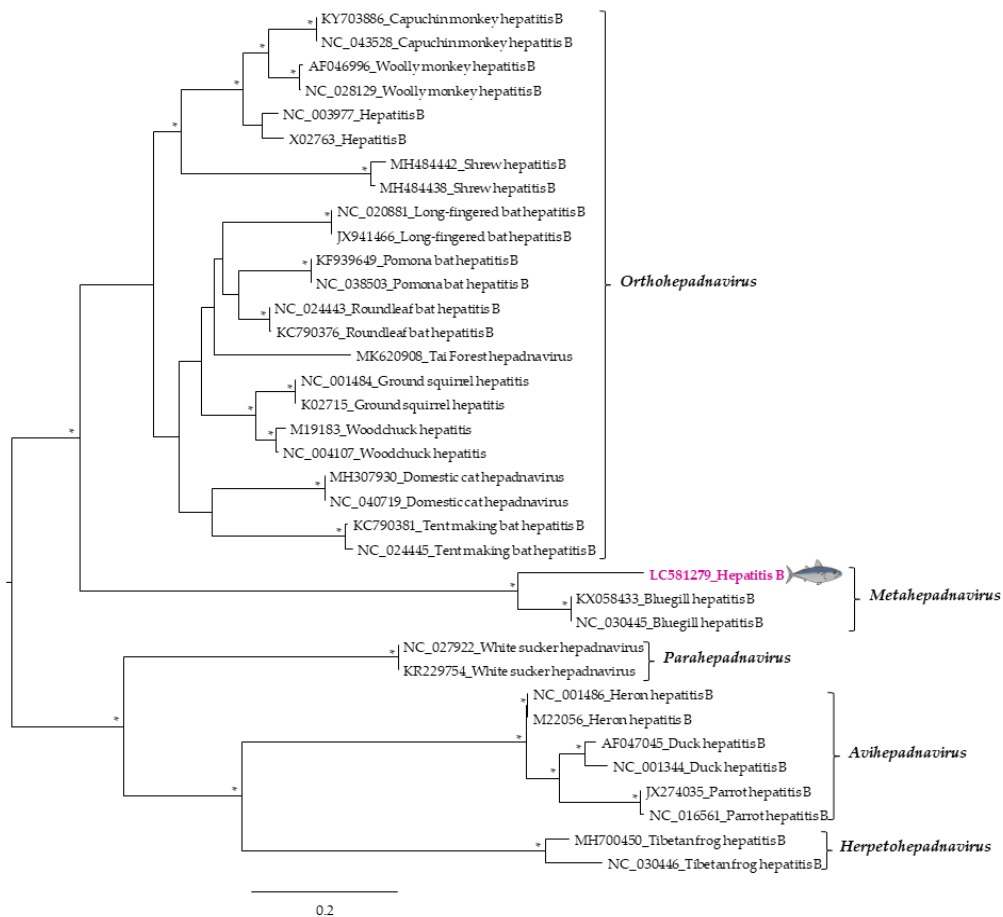 KY703886_Capuchin monkey hepatitis B
NC_043528_Capuchin monkey hepatitis B
AF046996_Woolly monkey hepatitis B
NC_028129_Woolly monkey hepatitis B
NC_003977_Hepatitis B
X02763_Hepatitis B
MH484442_Shrew hepatitis B
MH484438_Shrew hepatitis B
NC_020881_Long-fingered bat hepatitis B
JX941466_Long-fingered bat hepatitis B
KF939649_Pomona bat hepatitis B
NC_038503_Pomona bat hepatitis B
Orthohepadnavirus
NC_024443_Roundleaf bat hepatitis B
KC790376_Roundleaf bat hepatitis B
MK620908_Tai Forest hepadnavirus
NC_001484_Ground squirrel hepatitis
K02715_Ground squirrel hepatitis
M19183_Woodchuck hepatitis
NC_004107_Woodchuck hepatitis
MH307930_Domestic cat hepadnavirus
NC_040719_Domestic cat hepadnavirus
KC790381_Tent making bat hepatitis B
NC_024445_Tent making bat hepatitis B
LC581279_Hepatitis B
KX058433_Bluegill hepatitis B
Metahepadnavirus
NC_030445_Bluegill hepatitis B
NC_027922_White sucker hepadnavirus
Parahepadnavirus
KR229754_White sucker hepadnavirus
NC_001486_Heron hepatitis B
M22056_Heron hepatitis B
AF047045_Duck hepatitis B
Avihepadnavirus
NC_001344_Duck hepatitis B
JX274035_Parrot hepatitis B
NC_016561_Parrot hepatitis B
MH700450_Tibetan frog hepatitis B
Herpetohepadnavirus
NC_030446_Tibetan frog hepatitis B
0.2